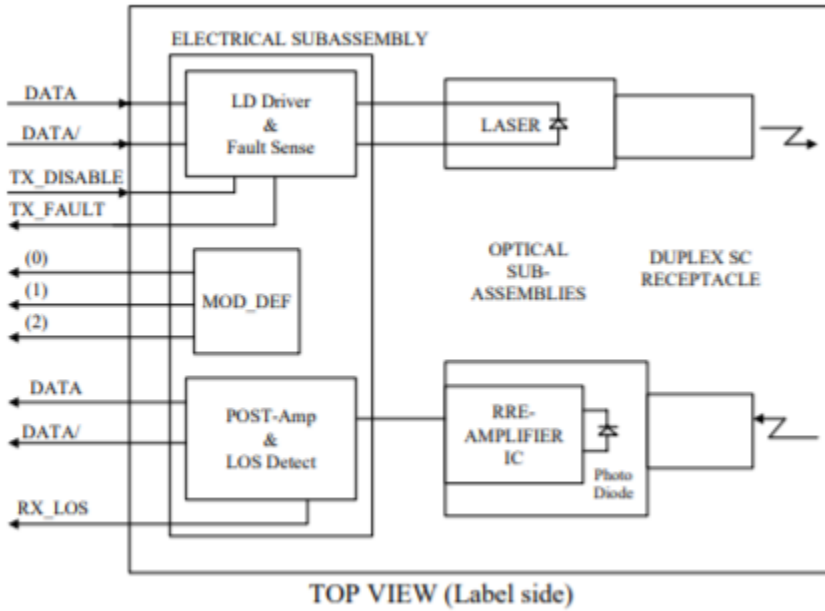 ELECTRICAL SUBASSEMBLY
DATA
DATA/
TX_DISABLE
TX_FAULT
LD Driver
&
Fault Sense
LASER
(0)
(1)
(2)
MOD_DEF
OPTICAL
SUB-
ASSEMBLIES
DUPLEX SC
RECEPTACLE
DATA
DATA/
RX_LOS
POST-Amp
&
LOS Detect
RRE-
AMPLIFIER
IC
Photo
Diode
TOP VIEW (Label side)